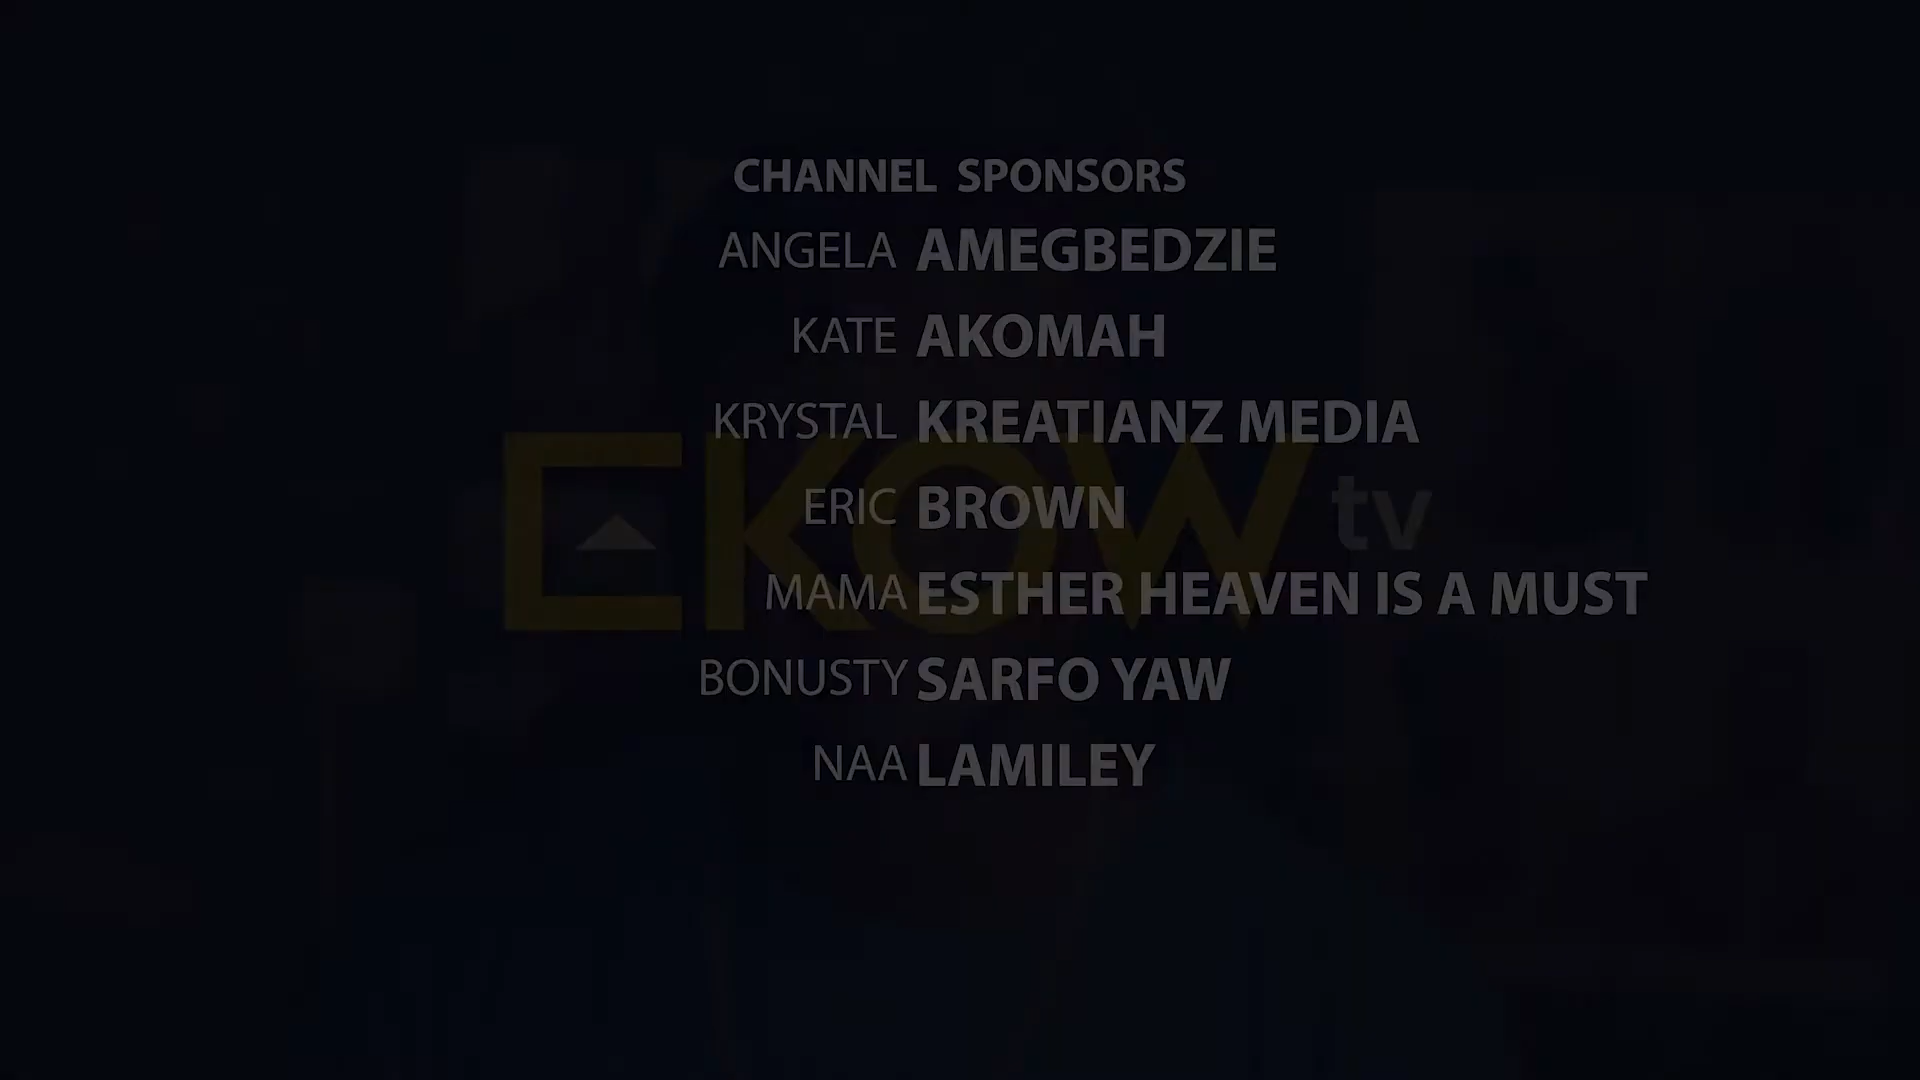 CHANNEL SPONSORS
ANGELA AMEGBEDZIE
KATE AKOMAH
KRYSTAL KREATIANZ MEDIA
ERIC BROWN
MAMA ESTHER HEAVEN IS A MUST
BONUSTY SARFO YAW
NAA LAMILEY
EKOW tv